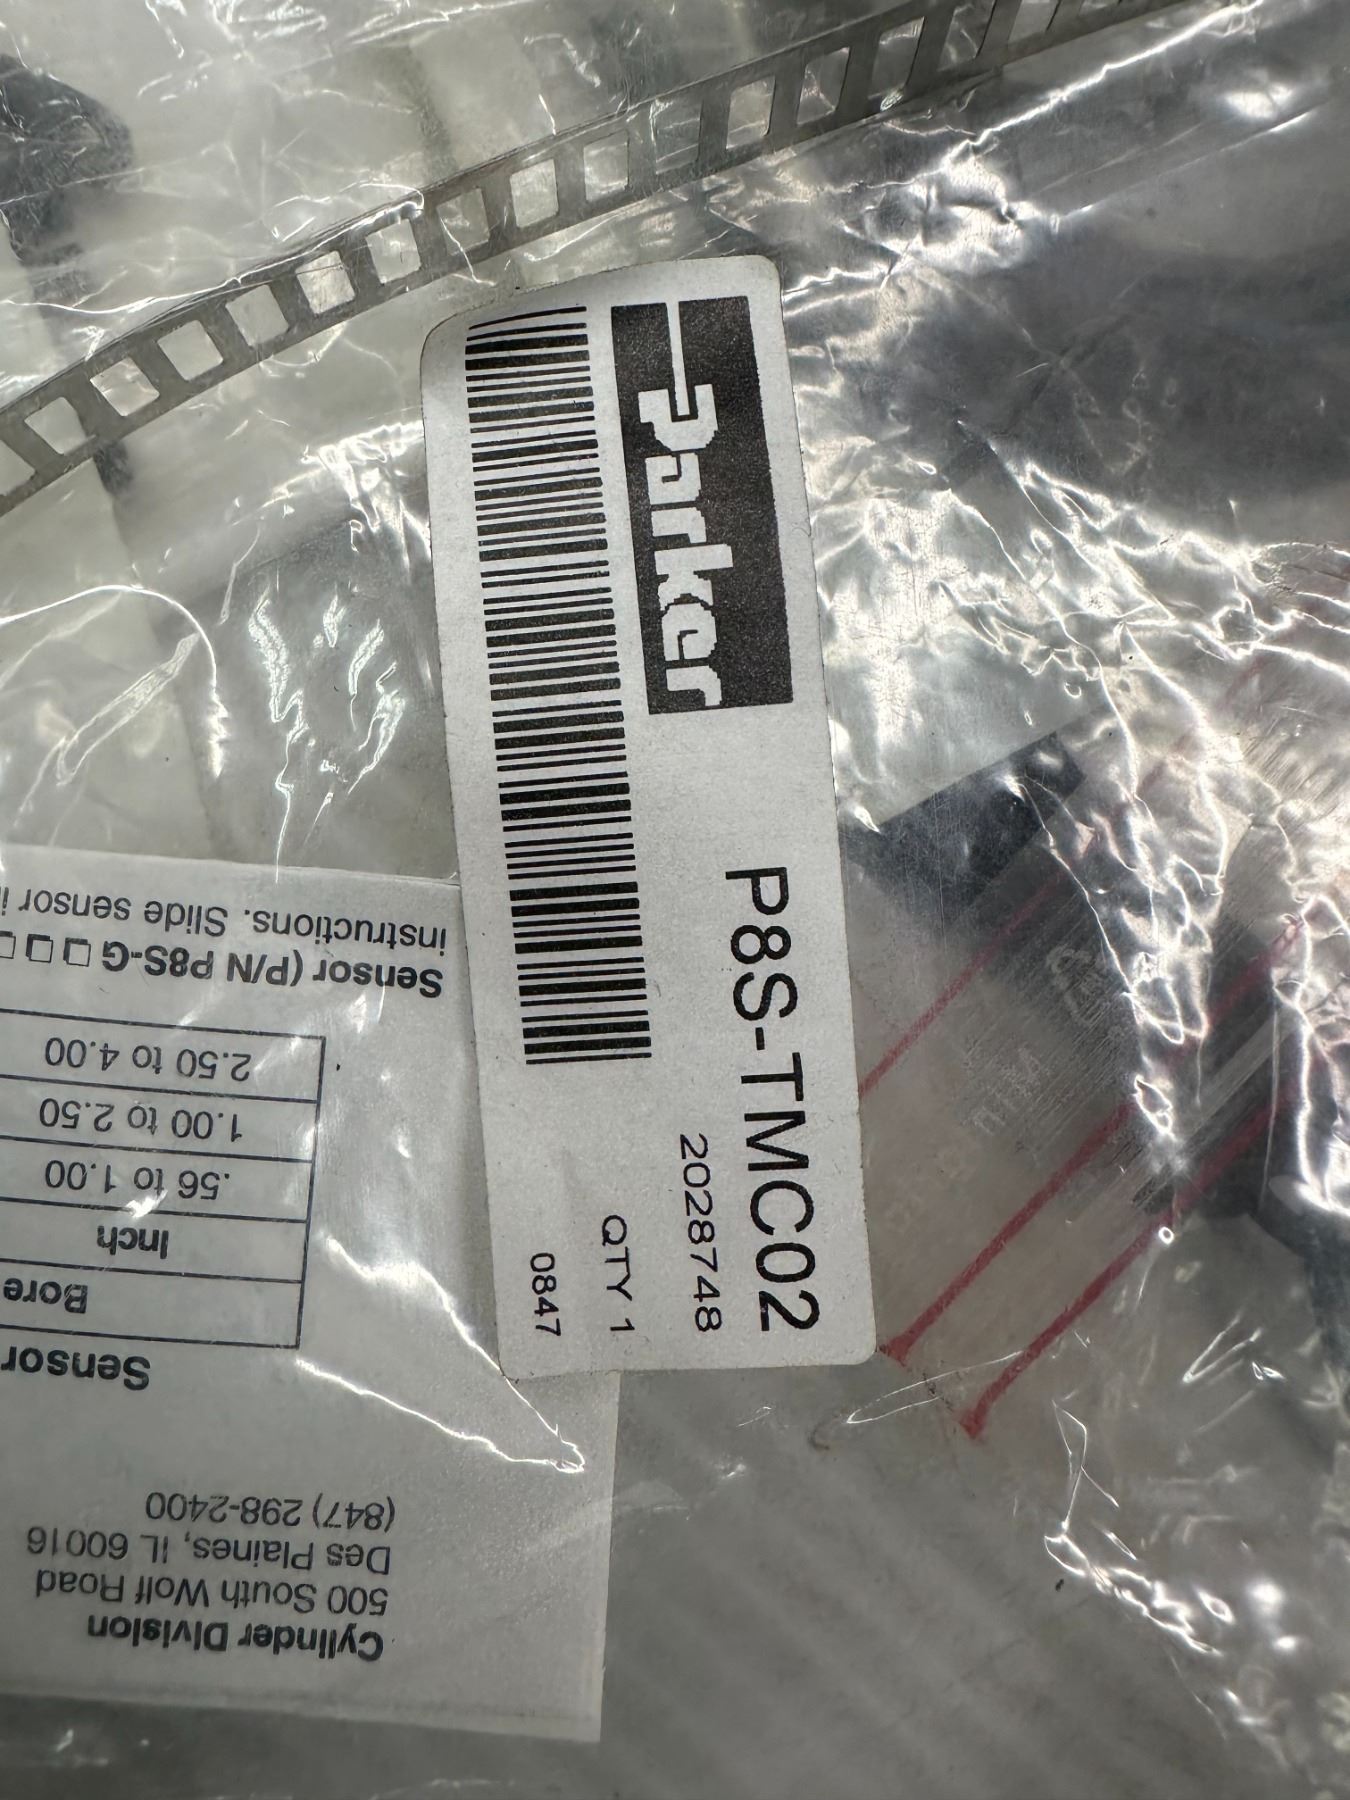 Parker
P8S-TMC02
2028748
QTY 1
0847
Cylinder Division
500 South Wolf Road
Des Plaines, IL 60016
(847) 298-2400
Sensor
Bore
Inch
.56 to 1.00
1.00 to 2.50
2.50 to 4.00
Sensor (P/N P8S-G☐☐☐
instructions. Slide sensor